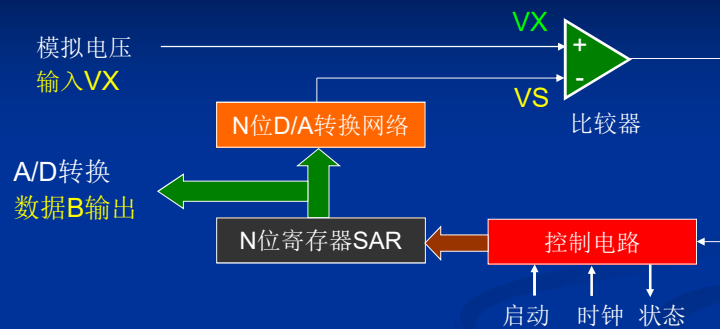 VX
模拟电压
输入VX
+
-
VS
比较器
N位D/A转换网络
A/D转换
数据B输出
N位寄存器SAR
控制电路
启动 时钟 状态